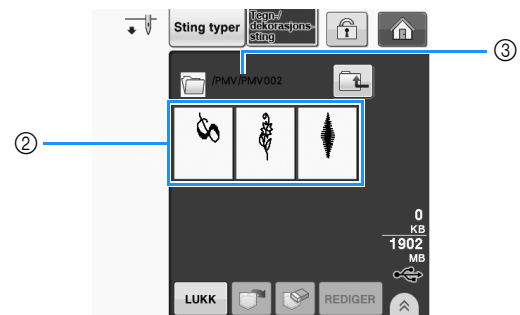 Sting typer
Tegn-/
dekorasjons-
sting
③
/PMV/PMV002
②
0
KB
1902
MB
LUKK
REDIGER